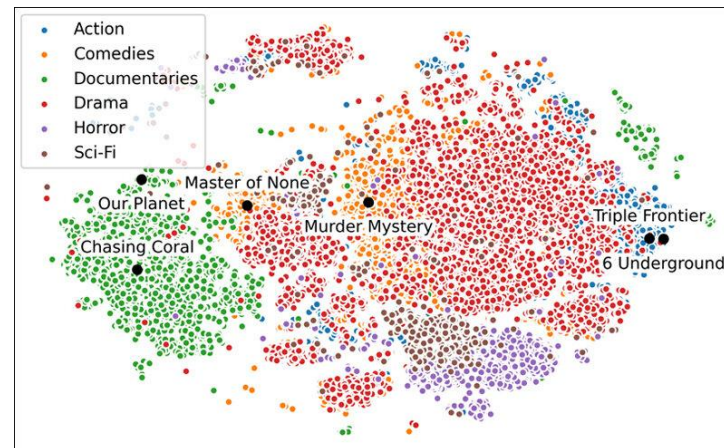 Action
Comedies
Documentaries
Drama
Horror
Sci-Fi
Master of None
Our Planet
Murder Mystery
Triple Frontier
Chasing Coral
6 Underground